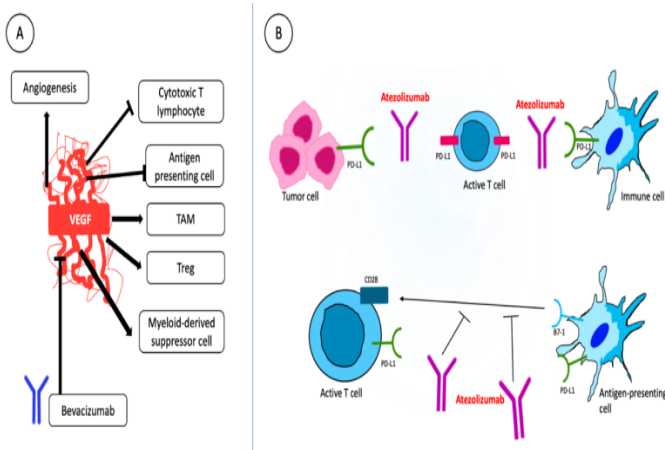 A
Angiogenesis
Cytotoxic T
lymphocyte
Antigen
presenting cell
VEGF
TAM
Treg
Myeloid-derived
suppressor cell
Bevacizumab
B
Atezolizumab
Atezolizumab
PD-L1
PD-L1
PD-L1
PD-L1
Tumor cell
Active T cell
Immune cell
CD28
B7-1
PD-L1
PD-L1
Active T cell
Atezolizumab
Antigen-presenting
cell